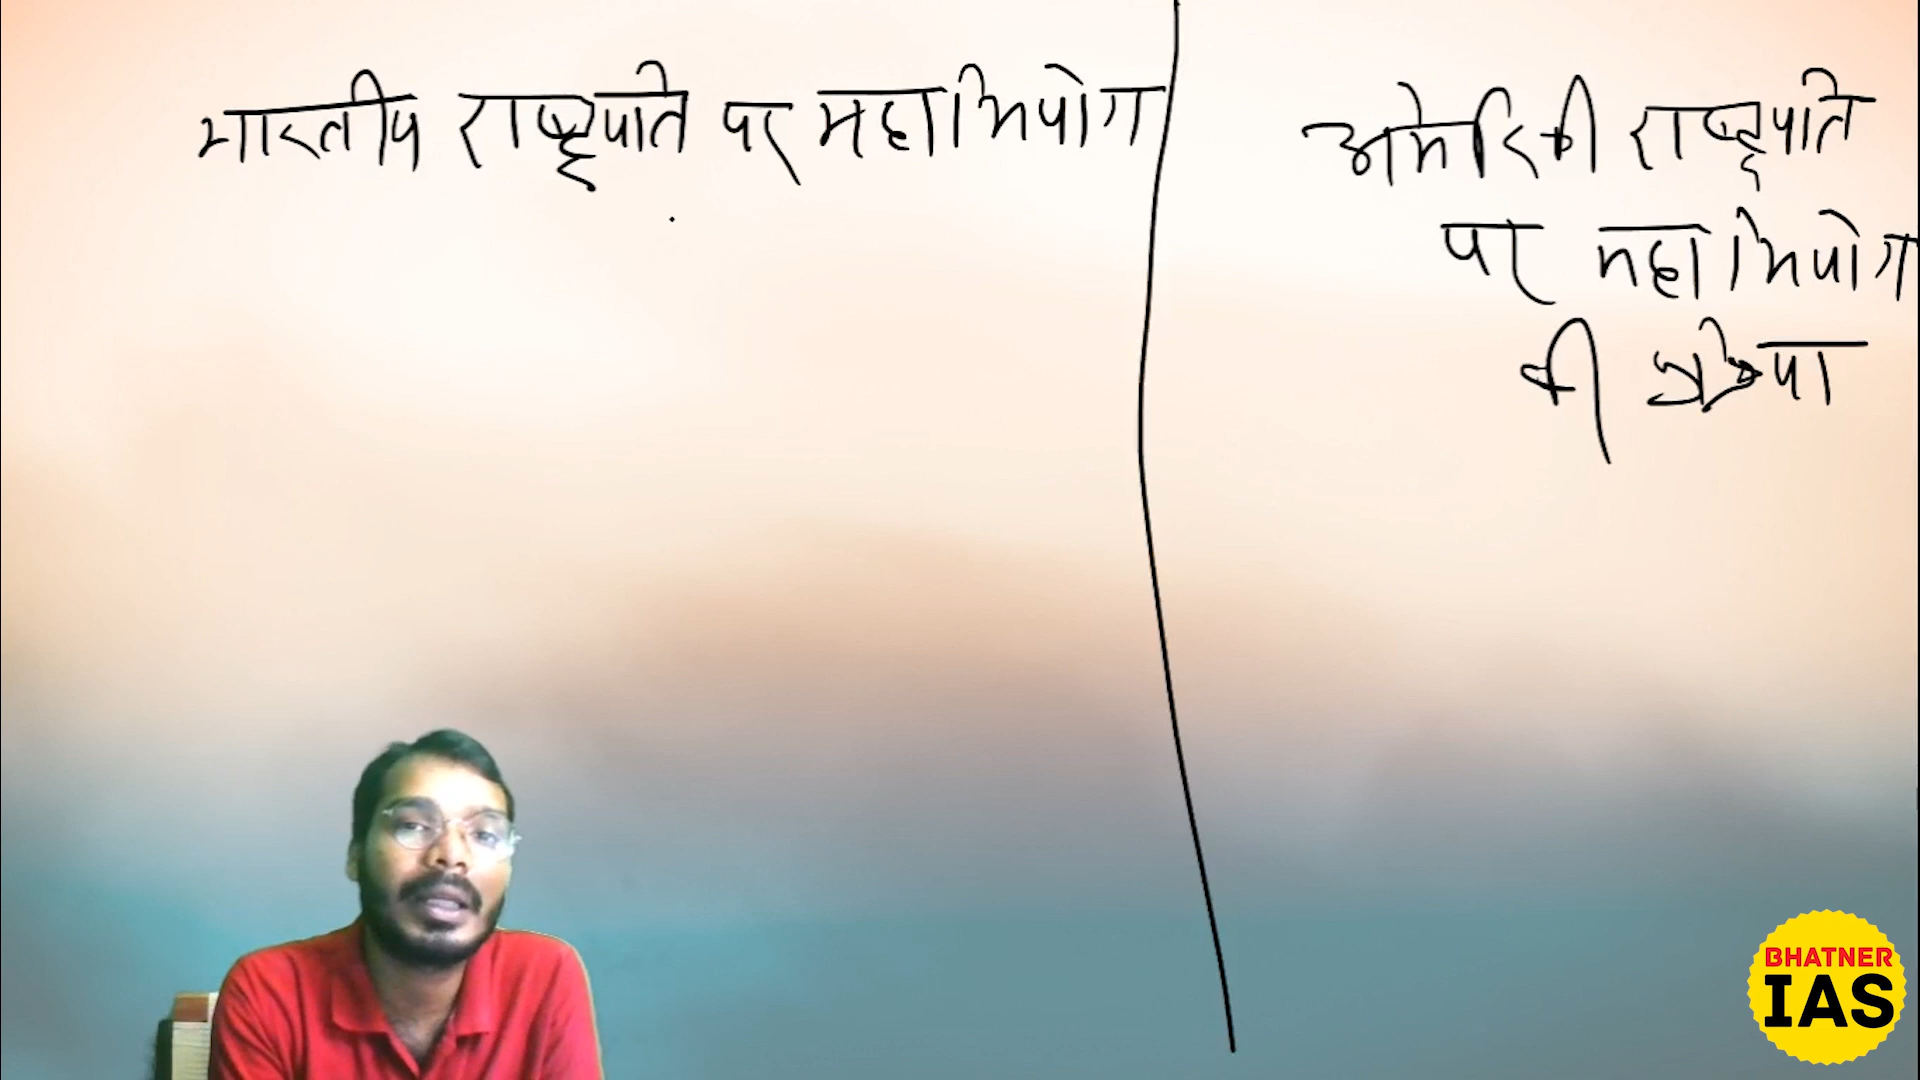 भारतीय राष्ट्रपति पर महाभियोग
अमेरिकी राष्ट्रपति
पर महाभियोग
की प्रक्रिया
BHATNER
IAS